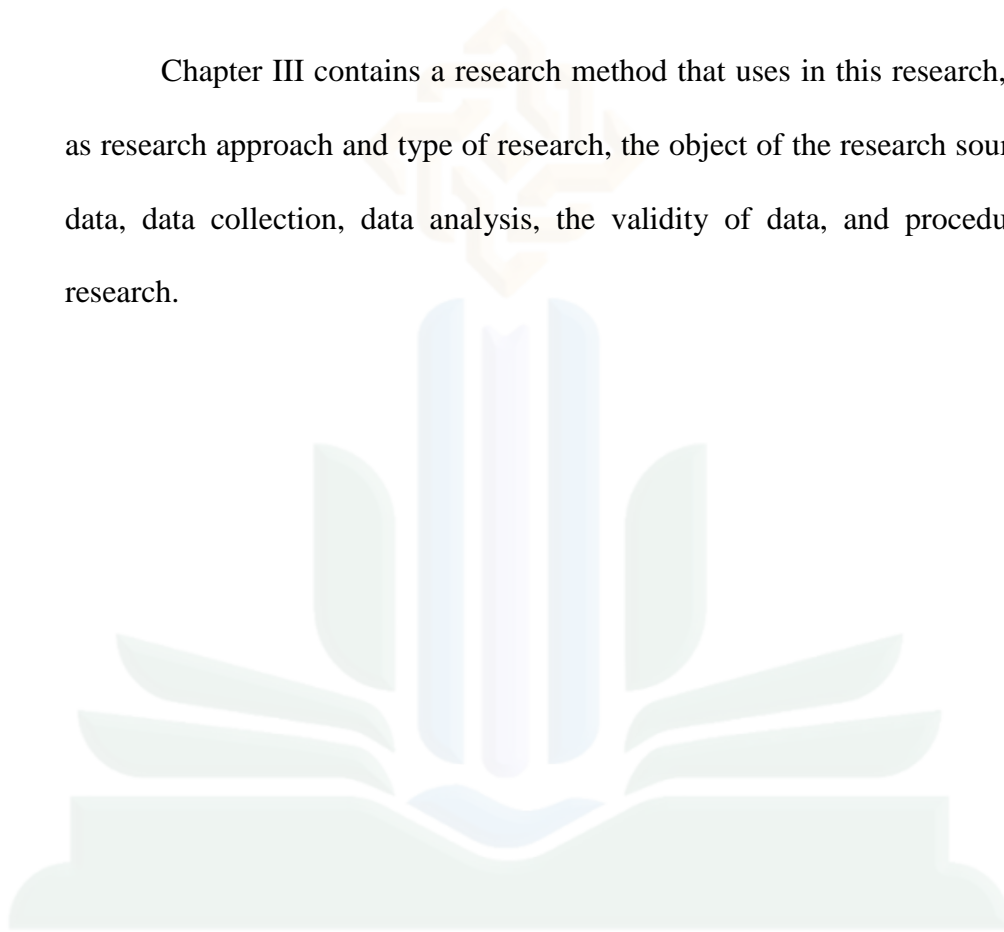 Chapter III contains a research method that uses in this research,
as research approach and type of research, the object of the research
data, data collection, data analysis, the validity of data, and
research.